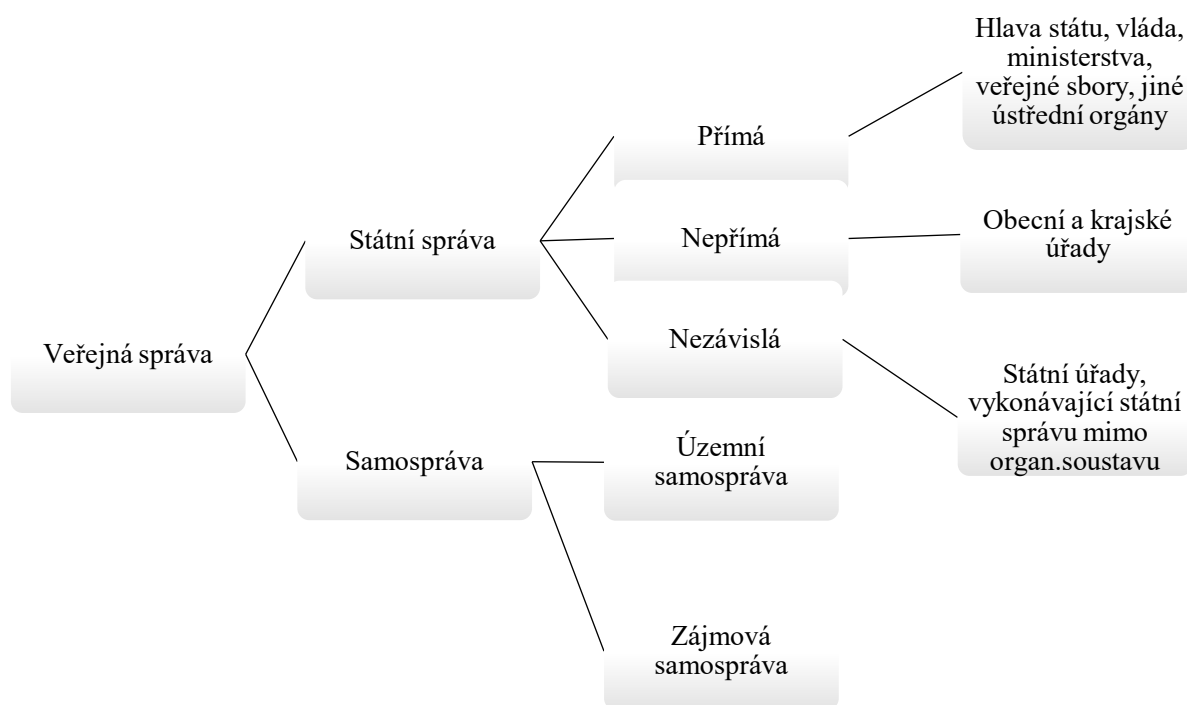 Veřejná správa
Státní správa
Přímá
Hlava státu, vláda,
ministerstva,
veřejné sbory, jiné
ústřední orgány
Nepřímá
Obecní a krajské
úřady
Nezávislá
Státní úřady,
vykonávající státní
správu mimo
organ.soustavu
Samospráva
Územní
samospráva
Zájmová
samospráva